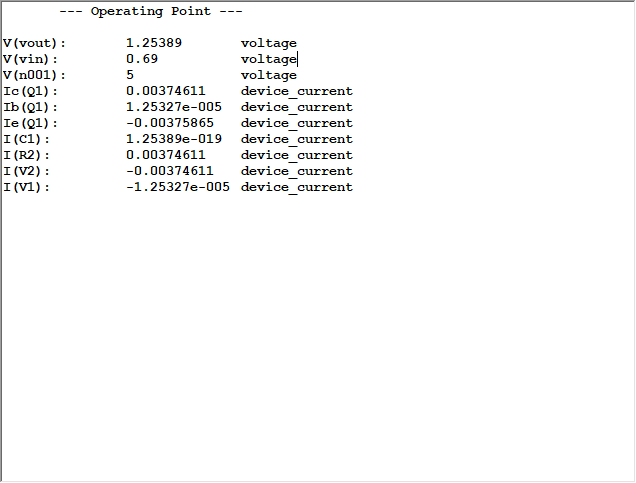 --- Operating Point ---
V(vout): 1.25389 voltage
V(vin): 0.69 voltage
V(n001): 5 voltage
Ic(Q1): 0.00374611 device_current
Ib(Q1): 1.25327e-005 device_current
Ie(Q1): -0.00375865 device_current
I(C1): 1.25389e-019 device_current
I(R2): 0.00374611 device_current
I(V2): -0.00374611 device_current
I(V1): -1.25327e-005 device_current